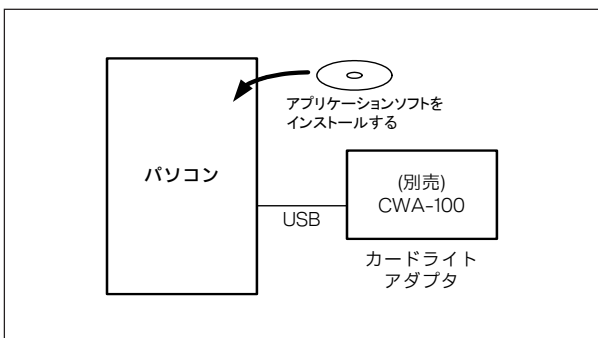 アプリケーションソフトを
インストールする
パソコン
(別売)
CWA-100
USB
カードライト
アダプタ